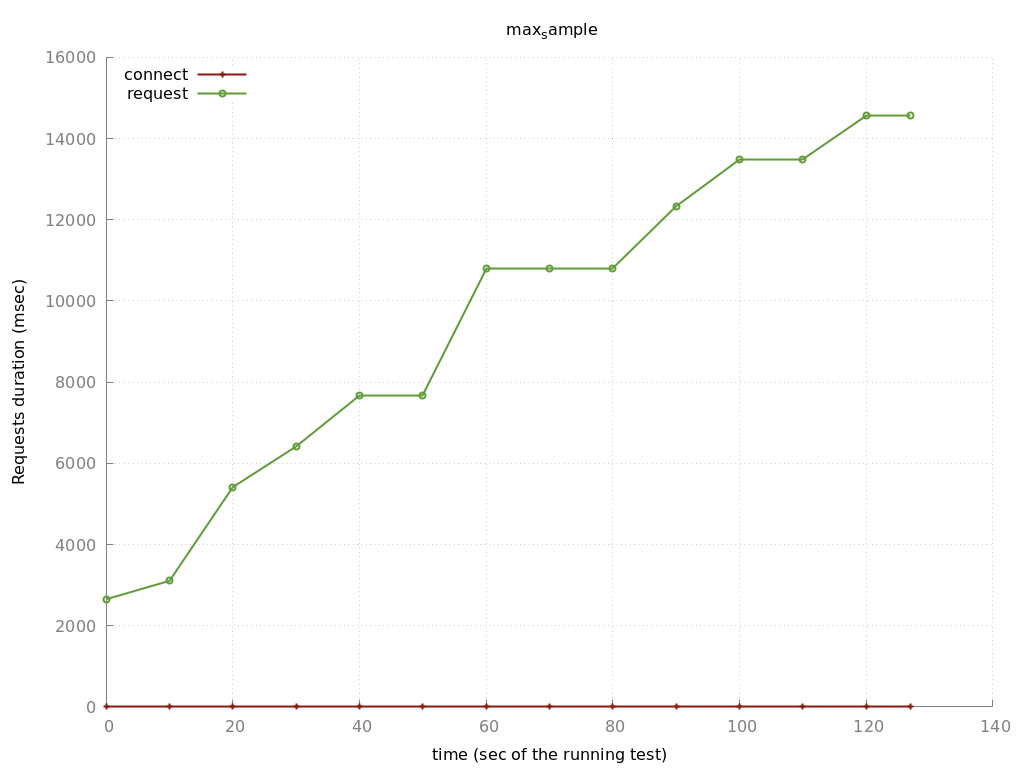 maxsample
16000
connect
request
14000
12000
10000
8000
6000
4000
2000
0
Requests duration (msec)
0 20 40 60 80 100 120 140
time (sec of the running test)